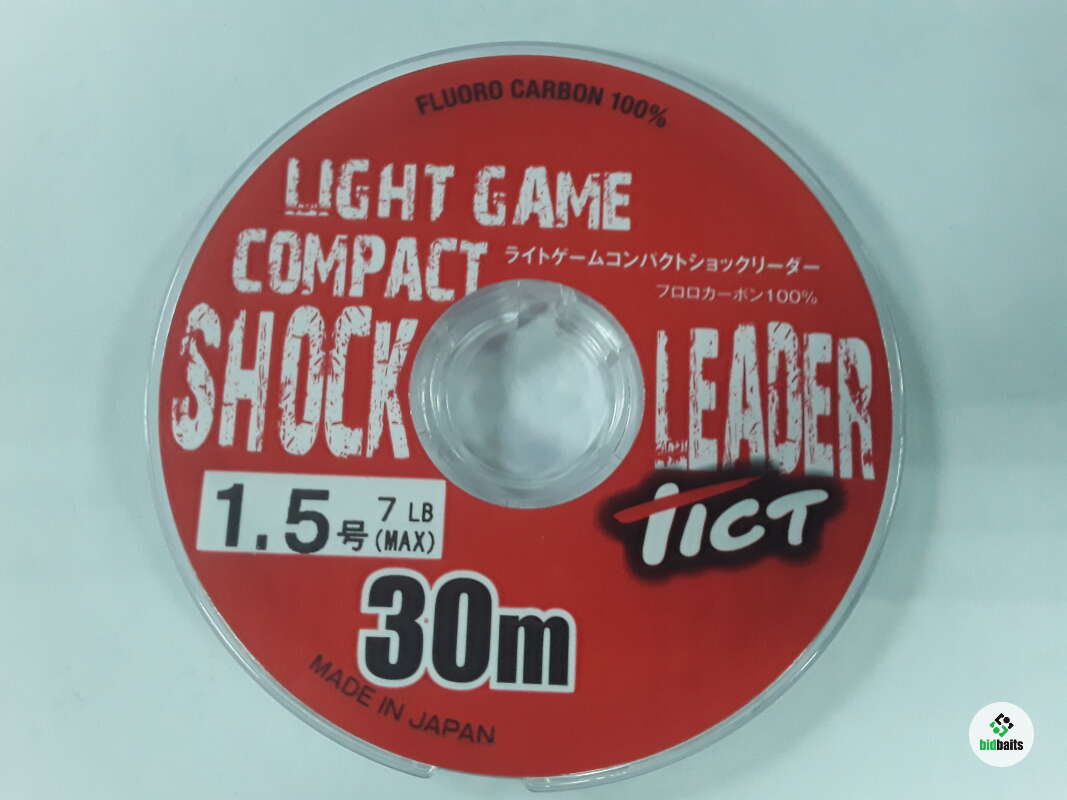 FLUORO CARBON 100%
LIGHT GAME
COMPACT
ライトゲームコンパクトショックリーダー
フロロカーボン100%
SHOCK LEADER
1.5号 7 LB
(MAX)
TICT
30m
MADE IN JAPAN
bidbaits